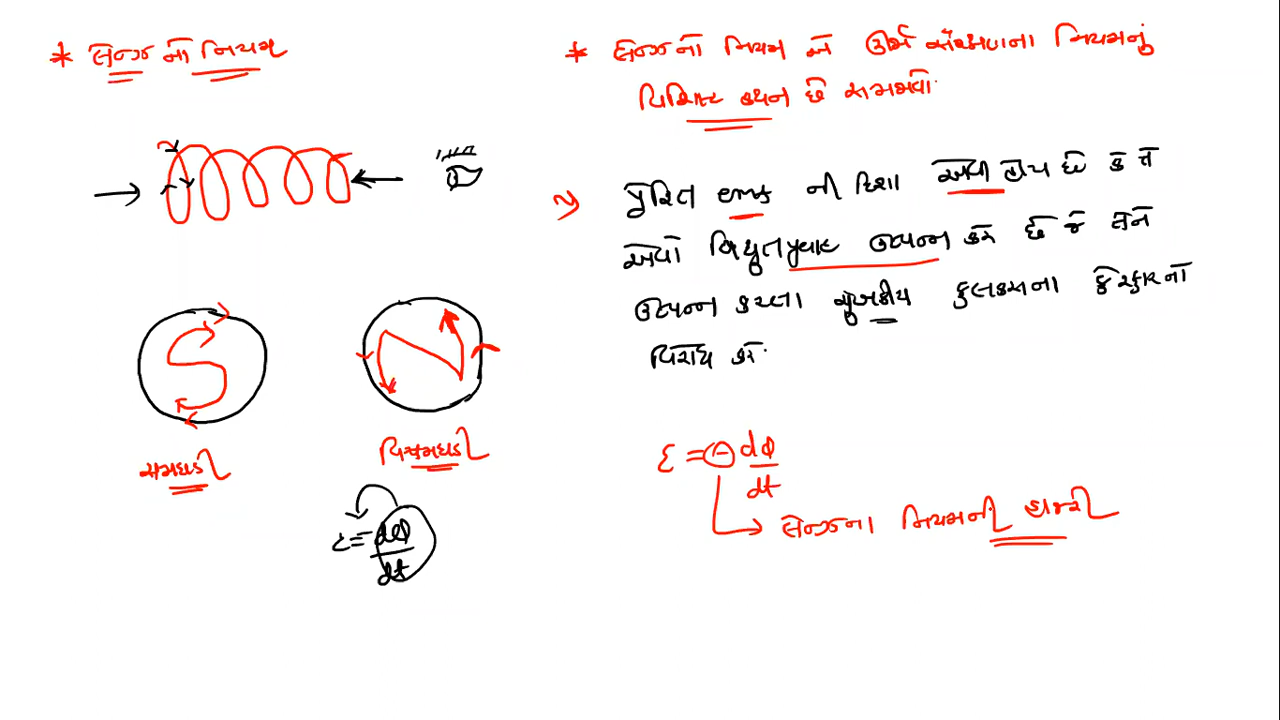 * લેન્ઝ નો નિયમ
સમઘડી
વિષમઘડી
ε = -dφ/dt
* લેન્ઝનો નિયમ એ ઊર્જા સંરક્ષણના નિયમનું
વિશિષ્ટ કથન છે સમજાવો.
પ્રેરિત emf ની દિશા એવી હોય છે કે તે
એવો વિદ્યુતપ્રવાહ ઉત્પન્ન કરે છે જે તેને
ઉત્પન્ન કરતા ચુંબકીય ફ્લક્સના ફેરફારનો
વિરોધ કરે.
ε = - dφ/dt
લેન્ઝના નિયમની હાજરી